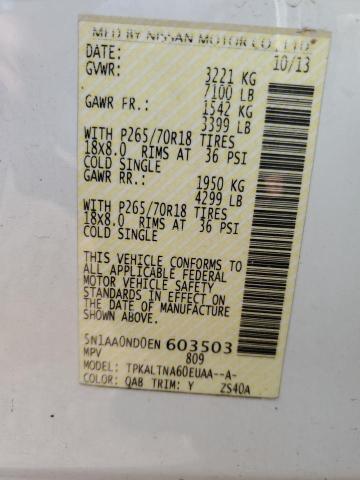 MFD BY NISSAN MOTOR CO., LTD.
DATE: 10/13
GVWR: 3221 KG
7100 LB
GAWR FR.: 1542 KG
3399 LB
WITH P265/70R18 TIRES
18x8.0 RIMS AT 36 PSI
COLD SINGLE
GAWR RR.: 1950 KG
4299 LB
WITH P265/70R18 TIRES
18x8.0 RIMS AT 36 PSI
COLD SINGLE
THIS VEHICLE CONFORMS TO
ALL APPLICABLE FEDERAL
MOTOR VEHICLE SAFETY
STANDARDS IN EFFECT ON
THE DATE OF MANUFACTURE
SHOWN ABOVE.
5N1AA0ND0EN 603503
MPV 809
MODEL: TPKALTNA60EUAA--A-
COLOR: QAB TRIM: Y ZS40A